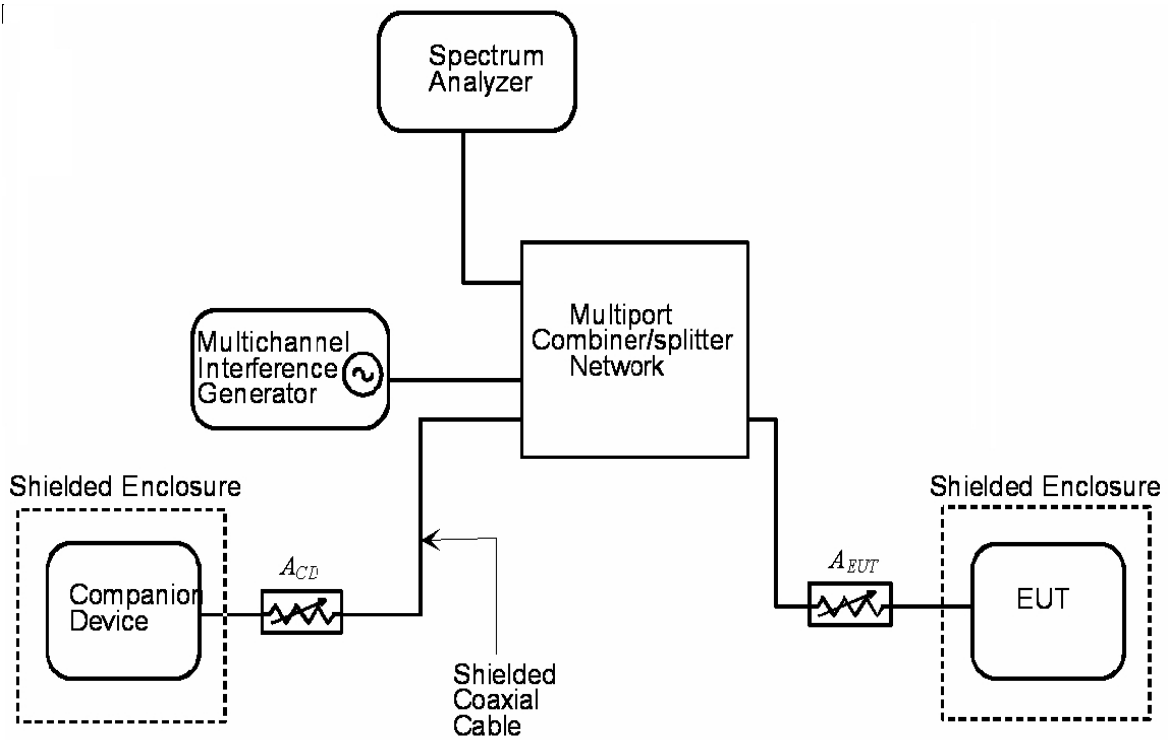 Spectrum
Analyzer
Multiport
Combiner/splitter
Network
Multichannel
Interference
Generator
Shielded Enclosure
Shielded Enclosure
A_CD
A_EUT
Companion
Device
EUT
Shielded
Coaxial
Cable